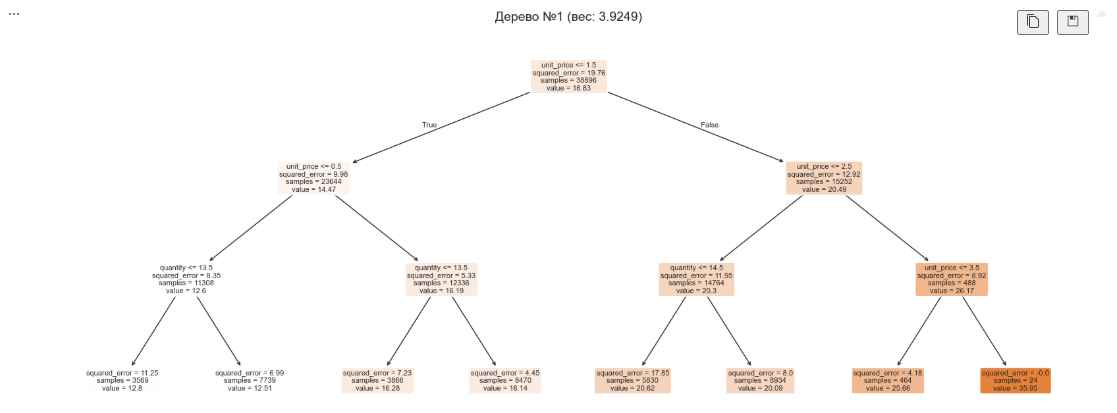 ...
Дерево №1 (вес: 3.9249)
unit_price <= 1.5
squared_error = 19.76
samples = 38896
value = 16.83
True
False
unit_price <= 0.5
squared_error = 9.98
samples = 23644
value = 14.47
unit_price <= 2.5
squared_error = 12.92
samples = 15252
value = 20.49
quantity <= 13.5
squared_error = 8.35
samples = 11308
value = 12.6
quantity <= 13.5
squared_error = 5.33
samples = 12336
value = 16.19
quantity <= 14.5
squared_error = 11.95
samples = 14764
value = 20.3
unit_price <= 3.5
squared_error = 8.92
samples = 488
value = 26.17
squared_error = 11.25
samples = 3569
value = 12.8
squared_error = 6.99
samples = 7739
value = 12.51
squared_error = 7.23
samples = 3866
value = 16.28
squared_error = 4.45
samples = 8470
value = 16.14
squared_error = 17.85
samples = 5830
value = 20.62
squared_error = 8.0
samples = 8934
value = 20.09
squared_error = 4.18
samples = 464
value = 25.66
squared_error = -0.0
samples = 24
value = 35.95